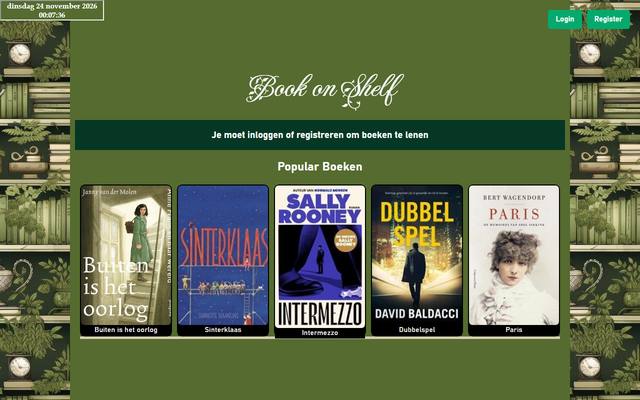 dinsdag 24 november 2026
00:07:36
Login
Register
Book on Shelf
Je moet inloggen of registreren om boeken te lenen
Popular Boeken
Janny van der Molen
Buiten
is het
oorlog
Buiten is het oorlog
SINTERKLAAS
Sinterklaas
SALLY
ROONEY
INTERMEZZO
Intermezzo
DUBBEL
SPEL
DAVID BALDACCI
Dubbelspel
BERT WAGENDORP
PARIS
Paris